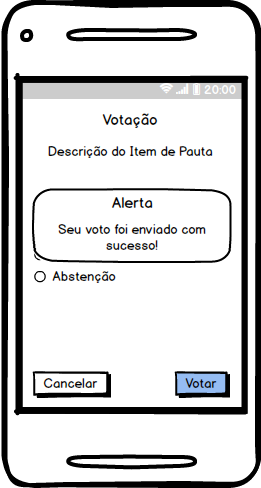 20:00
Votação
Descrição do Item de Pauta
Alerta
Seu voto foi enviado com
sucesso!
Abstenção
Cancelar
Votar